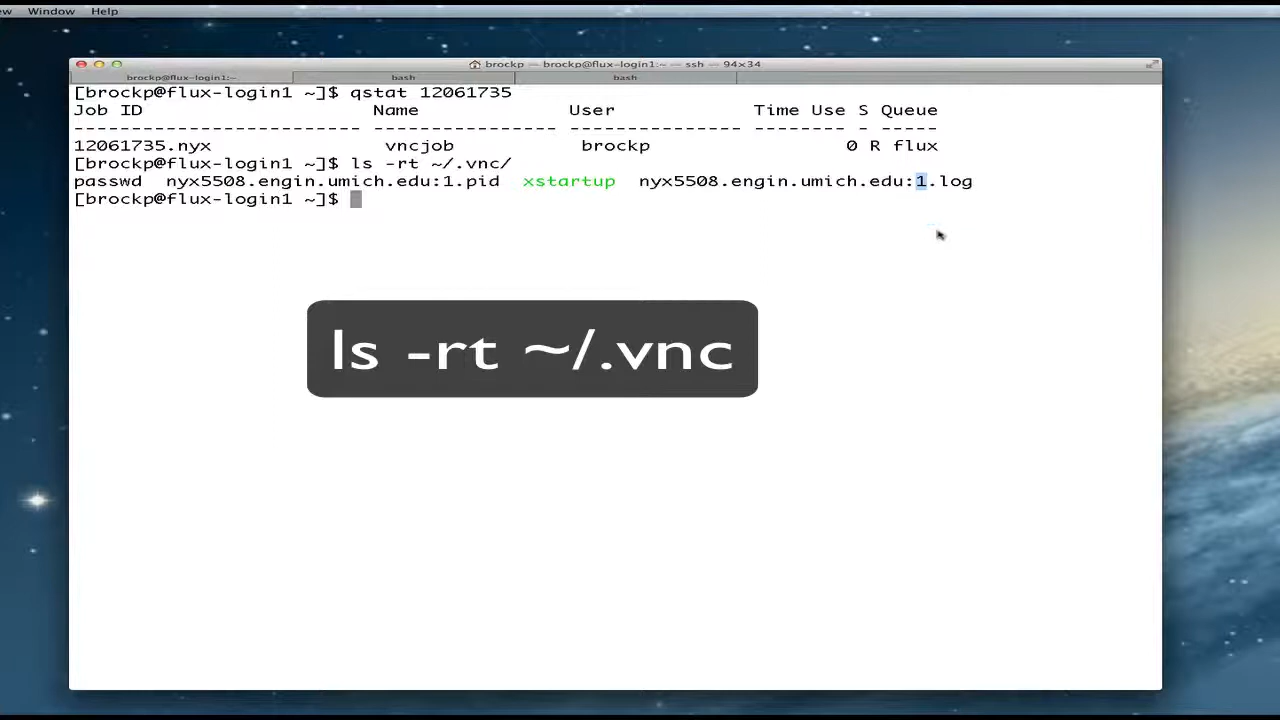 ew Window Help
brockp — brockp@flux-login1:~ — ssh — 94×34
brockp@flux-login1:~ bash bash
[brockp@flux-login1 ~]$ qstat 12061735
Job ID Name User Time Use S Queue
------------------------- ---------------- --------------- -------- - -----
12061735.nyx vncjob brockp 0 R flux
[brockp@flux-login1 ~]$ ls -rt ~/.vnc/
passwd nyx5508.engin.umich.edu:1.pid xstartup nyx5508.engin.umich.edu:1.log
[brockp@flux-login1 ~]$
ls -rt ~/.vnc